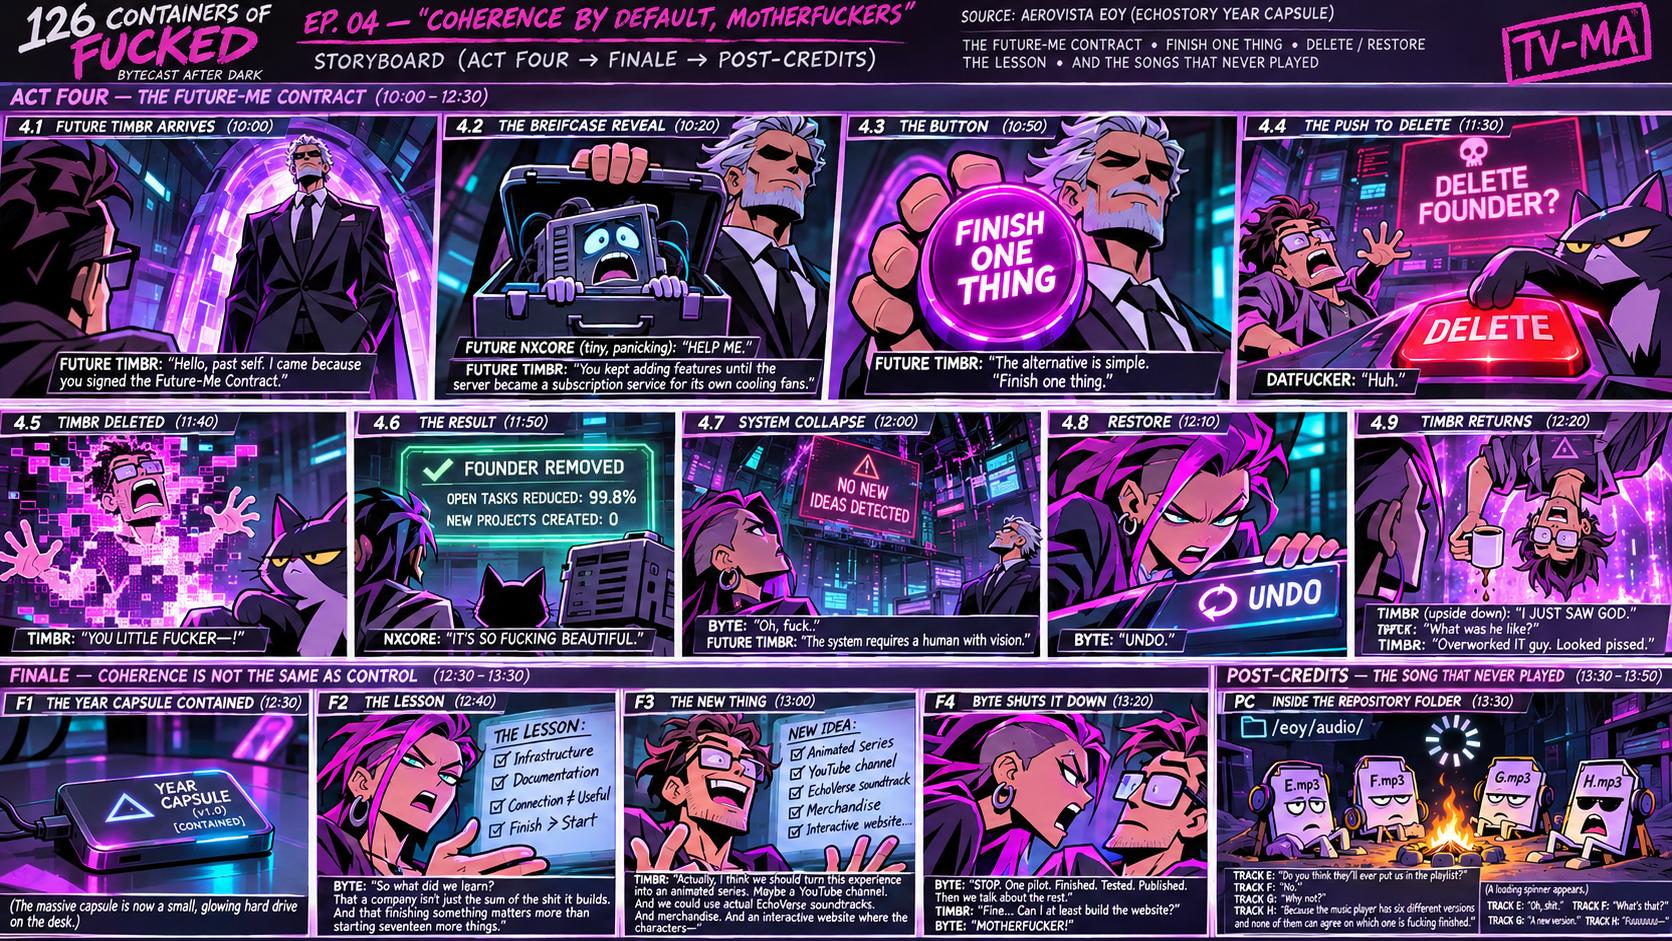 126 CONTAINERS OF
FUCKED
BYTECAST AFTER DARK
EP. 04 — "COHERENCE BY DEFAULT, MOTHERFUCKERS"
STORYBOARD (ACT FOUR → FINALE → POST-CREDITS)
SOURCE: AEROVISTA EOY (ECHOSTORY YEAR CAPSULE)
THE FUTURE-ME CONTRACT • FINISH ONE THING • DELETE / RESTORE
THE LESSON • AND THE SONGS THAT NEVER PLAYED
TV-MA
ACT FOUR — THE FUTURE-ME CONTRACT (10:00 – 12:30)
4.1 FUTURE TIMBR ARRIVES (10:00)
FUTURE TIMBR: "Hello, past self. I came because
you signed the Future-Me Contract."
4.2 THE BREIFCASE REVEAL (10:20)
FUTURE NXCORE (tiny, panicking): "HELP ME."
FUTURE TIMBR: "You kept adding features until the
server became a subscription service for its own cooling fans."
4.3 THE BUTTON (10:50)
FINISH
ONE
THING
FUTURE TIMBR: "The alternative is simple.
"Finish one thing."
4.4 THE PUSH TO DELETE (11:30)
DELETE
FOUNDER?
DELETE
DATFUCKER: "Huh."
4.5 TIMBR DELETED (11:40)
TIMBR: "YOU LITTLE FUCKER—!"
4.6 THE RESULT (11:50)
FOUNDER REMOVED
OPEN TASKS REDUCED: 99.8%
NEW PROJECTS CREATED: 0
NXCORE: "IT'S SO FUCKING BEAUTIFUL."
4.7 SYSTEM COLLAPSE (12:00)
NO NEW
IDEAS DETECTED
BYTE: "Oh, fuck."
FUTURE TIMBR: "The system requires a human with vision."
4.8 RESTORE (12:10)
UNDO
BYTE: "UNDO."
4.9 TIMBR RETURNS (12:20)
TIMBR (upside down): "I JUST SAW GOD."
"What was he like?"
TIMBR: "Overworked IT guy. Looked pissed."
FINALE — COHERENCE IS NOT THE SAME AS CONTROL (12:30 – 13:30)
F1 THE YEAR CAPSULE CONTAINED (12:30)
YEAR
CAPSULE
(V1.0)
[CONTAINED]
(The massive capsule is now a small, glowing hard drive
on the desk.)
F2 THE LESSON (12:40)
THE LESSON:
Infrastructure
Documentation
Connection ≠ Useful
Finish > Start
BYTE: "So what did we learn?
That a company isn't just the sum of the shit it builds.
And that finishing something matters more than
starting seventeen more things."
F3 THE NEW THING (13:00)
NEW IDEA:
Animated Series
YouTube channel
EchoVerse soundtrack
Merchandise
Interactive website....
TIMBR: "Actually, I think we should turn this experience
into an animated series. Maybe a YouTube channel.
And we could use actual EchoVerse soundtracks.
And merchandise. And an interactive website where the
characters—"
F4 BYTE SHUTS IT DOWN (13:20)
BYTE: "STOP. One pilot. Finished. Tested. Published.
Then we talk about the rest."
TIMBR: "Fine... Can I at least build the website?"
BYTE: "MOTHERFUCKER!"
POST-CREDITS — THE SONG THAT NEVER PLAYED (13:30 – 13:50)
PC INSIDE THE REPOSITORY FOLDER (13:30)
/eoy/audio/
E.mp3
F.mp3
G.mp3
H.mp3
TRACK E: "Do you think they'll ever put us in the playlist?"
TRACK F: "No."
TRACK G: "Why not?"
TRACK H: "Because the music player has six different versions
and none of them can agree on which one is fucking finished."
(A loading spinner appears.)
TRACK E: "Oh, shit." TRACK F: "What's that?"
TRACK G: "A new version." TRACK H: